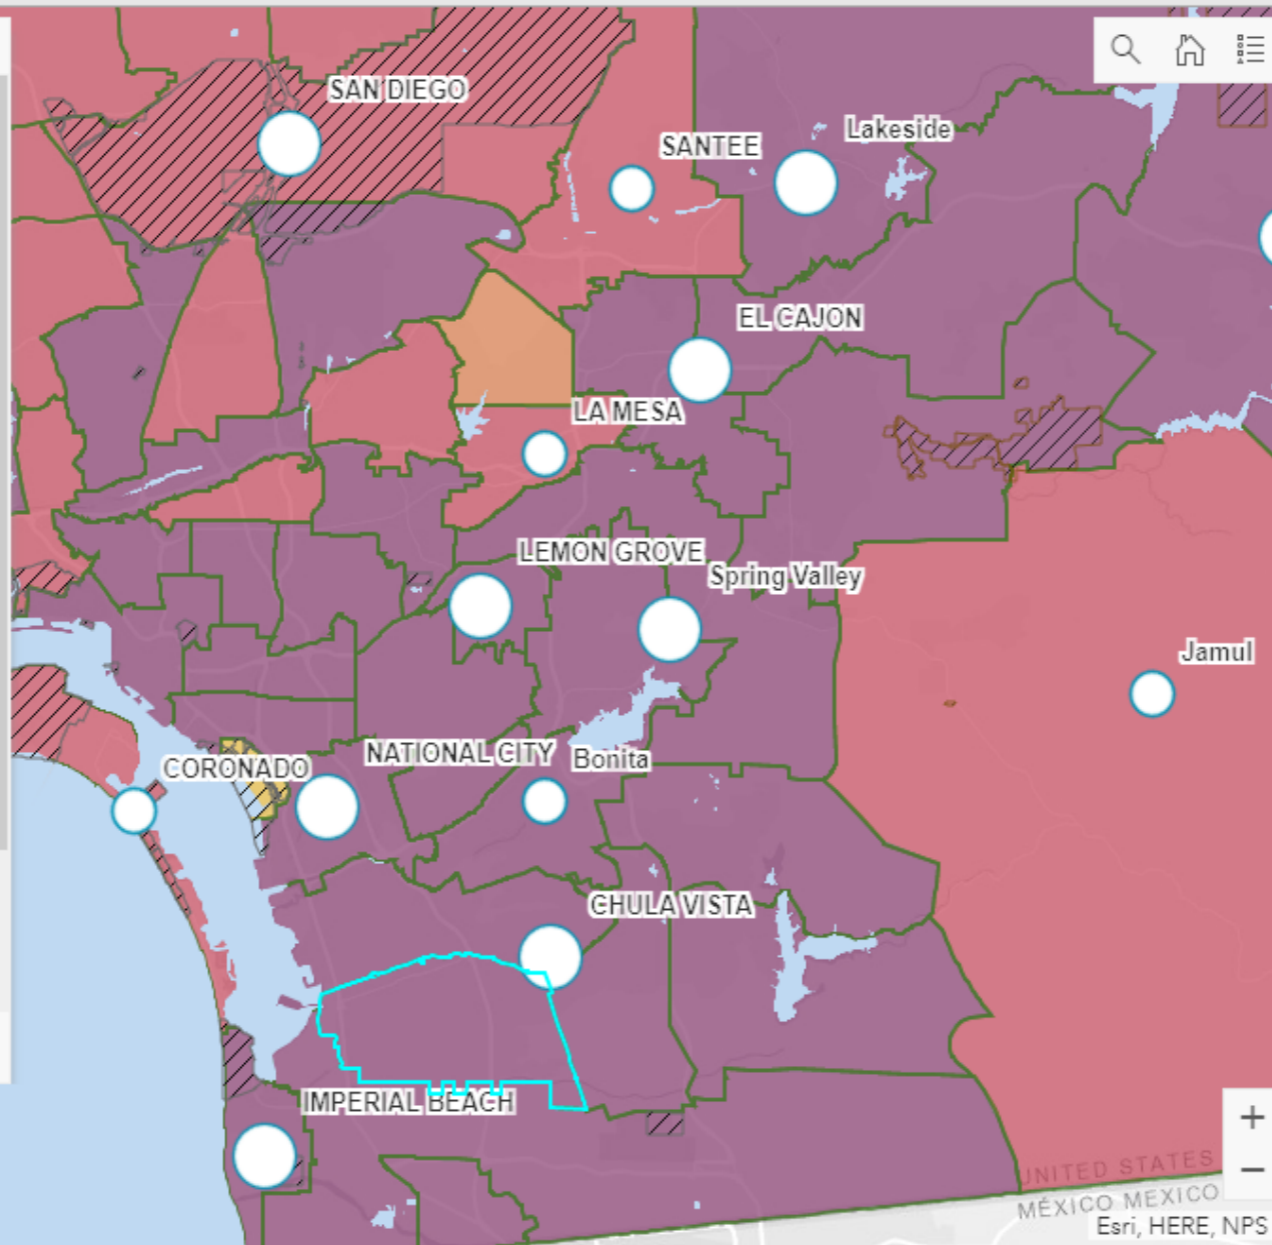 SAN DIEGO
Lakeside
SANTEE
EL CAJON
LA MESA
LEMON GROVE
Spring Valley
Jamul
NATIONAL CITY
Bonita
CORONADO
CHULA VISTA
IMPERIAL BEACH
+
−
UNITED STATES
MÉXICO MEXICO
Esri, HERE, NPS